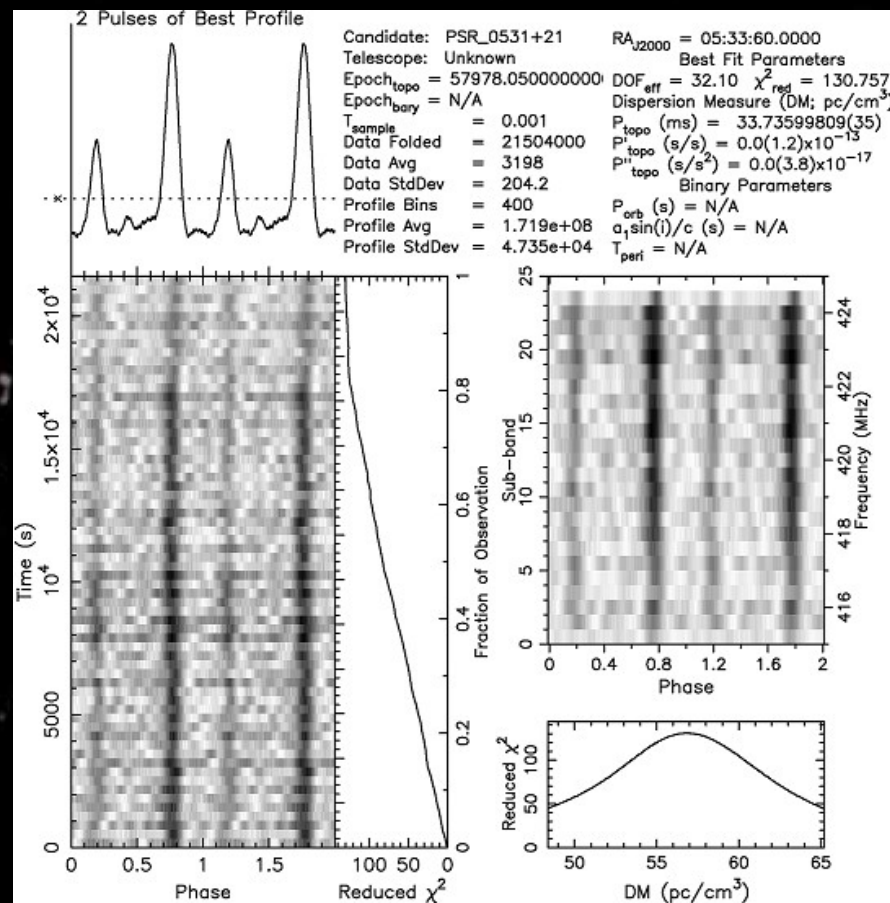 2 Pulses of Best Profile
Candidate: PSR_0531+21
Telescope: Unknown
Epoch_topo = 57978.0500000000
Epoch_bary = N/A
T_sample = 0.001
Data Folded = 21504000
Data Avg = 3198
Data StdDev = 204.2
Profile Bins = 400
Profile Avg = 1.719e+08
Profile StdDev = 4.735e+04
RA_J2000 = 05:33:60.0000
Best Fit Parameters
DOF_eff = 32.10 χ²_red = 130.757
Dispersion Measure (DM; pc/cm³)
P_topo (ms) = 33.73599809(35)
P'_topo (s/s) = 0.0(1.2)x10⁻¹³
P''_topo (s/s²) = 0.0(3.8)x10⁻¹⁷
Binary Parameters
P_orb (s) = N/A
a₁sin(i)/c (s) = N/A
T_peri = N/A
Time (s)
0 5000 10⁴ 1.5×10⁴ 2×10⁴
0 0.5 1 1.5
Phase
Fraction of Observation
0 0.2 0.4 0.6 0.8 1
100 50 0
Reduced χ²
Sub-band
0 5 10 15 20 25
Frequency (MHz)
416 418 420 422 424
0 0.4 0.8 1.2 1.6 2
Phase
Reduced χ²
0 50 100
50 55 60 65
DM (pc/cm³)